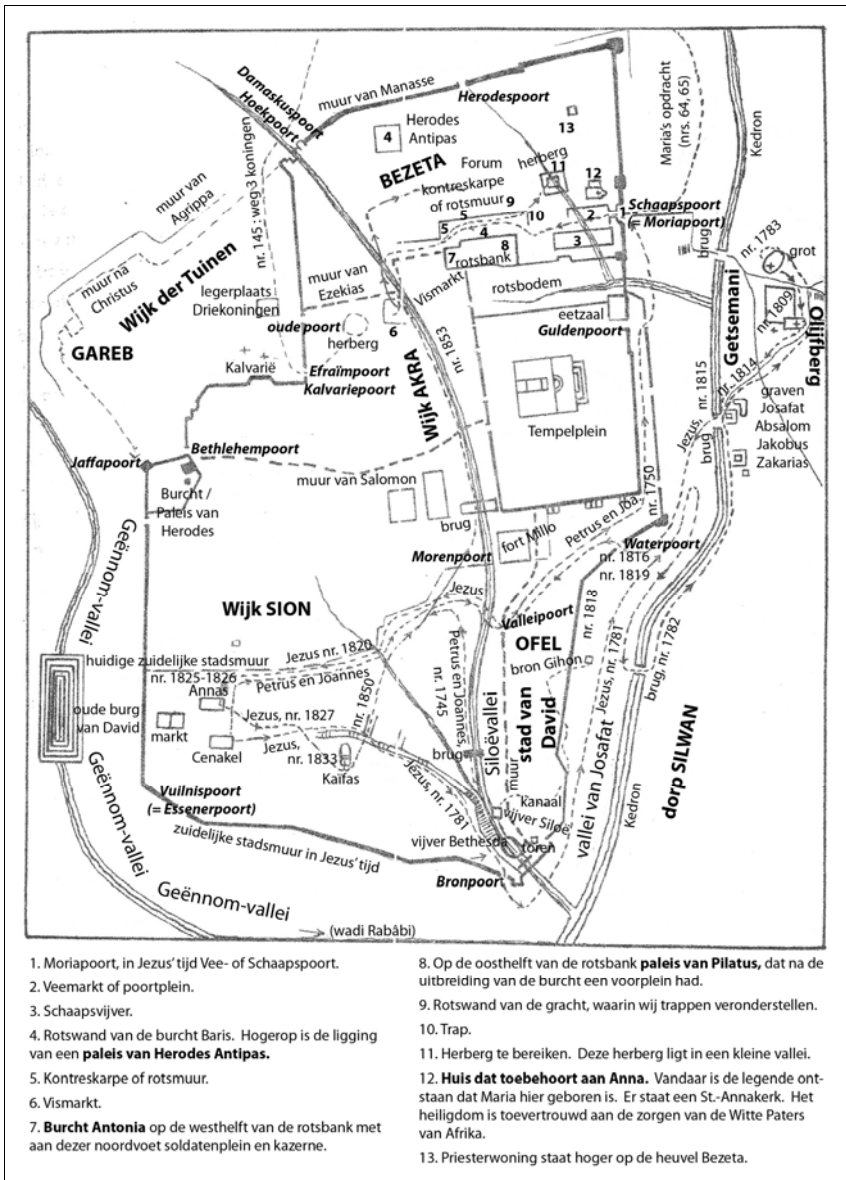 Damaskuspoort
Hoekpoort
muur van Manasse
Herodespoort
Maria's opdracht
(nrs. 64, 65)
Kedron
4
Herodes
Antipas
13
BEZETA
Forum
herberg
11
12
kontreskarpe
of rotsmuur
9
10
2
1
Schaapspoort
(= Moriapoort)
muur van
Agrippa
nr. 145 : weg 3 koningen
5
5
4
3
7
8
rotsbank
brug
nr. 1783
grot
muur na
Christus
Wijk der Tuinen
legerplaats
Driekoningen
muur van
Ezekias
Vismarkt
rotsbodem
eetzaal
Guldenpoort
Getsemani
nr. 1809
Olijfberg
GAREB
oude poort
herberg
6
nr. 1853
Kalvarië
Efraïmpoort
Kalvariepoort
Wijk AKRA
Tempelplein
nr. 1814
Jezus, nr. 1815
graven
Josafat
Absalom
Jakobus
Zakarias
brug
Jaffapoort
Bethlehempoort
muur van Salomon
Burcht /
Paleis van
Herodes
brug
fort Millo
Petrus en Joa.
nr. 1750
Waterpoort
Morenpoort
nr. 1816
nr. 1819
Geënnom-vallei
Wijk SION
Jezus
Valleipoort
nr. 1818
OFEL
bron Gihon
Jezus, nr. 1781
brug, nr. 1782
huidige zuidelijke stadsmuur
Jezus nr. 1820
nr. 1825-1826
Petrus en Joannes
Annas
Petrus en Joannes,
nr. 1745
Siloëvallei
stad van
David
oude burg
van David
markt
Jezus, nr. 1827
nr. 1850
Cenakel
Jezus,
nr. 1833
Kaïfas
brug
muur
vallei van Josafat
dorp SILWAN
Jezus, nr. 1781
Vuilnispoort
(= Essenerpoort)
kanaal
vijver Siloë
Kedron
Geënnom-vallei
zuidelijke stadsmuur in Jezus' tijd
vijver Bethesda
toren
Bronpoort
Geënnom-vallei
(wadi Rabâbi)
1. Moriapoort, in Jezus' tijd Vee- of Schaapspoort.
2. Veemarkt of poortplein.
3. Schaapsvijver.
4. Rotswand van de burcht Baris. Hogerop is de ligging
van een paleis van Herodes Antipas.
5. Kontreskarpe of rotsmuur.
6. Vismarkt.
7. Burcht Antonia op de westhelft van de rotsbank met
aan dezer noordvoet soldatenplein en kazerne.
8. Op de oosthelft van de rotsbank paleis van Pilatus, dat na de
uitbreiding van de burcht een voorplein had.
9. Rotswand van de gracht, waarin wij trappen veronderstellen.
10. Trap.
11. Herberg te bereiken. Deze herberg ligt in een kleine vallei.
12. Huis dat toebehoort aan Anna. Vandaar is de legende ont-
staan dat Maria hier geboren is. Er staat een St.-Annakerk. Het
heiligdom is toevertrouwd aan de zorgen van de Witte Paters
van Afrika.
13. Priesterwoning staat hoger op de heuvel Bezeta.